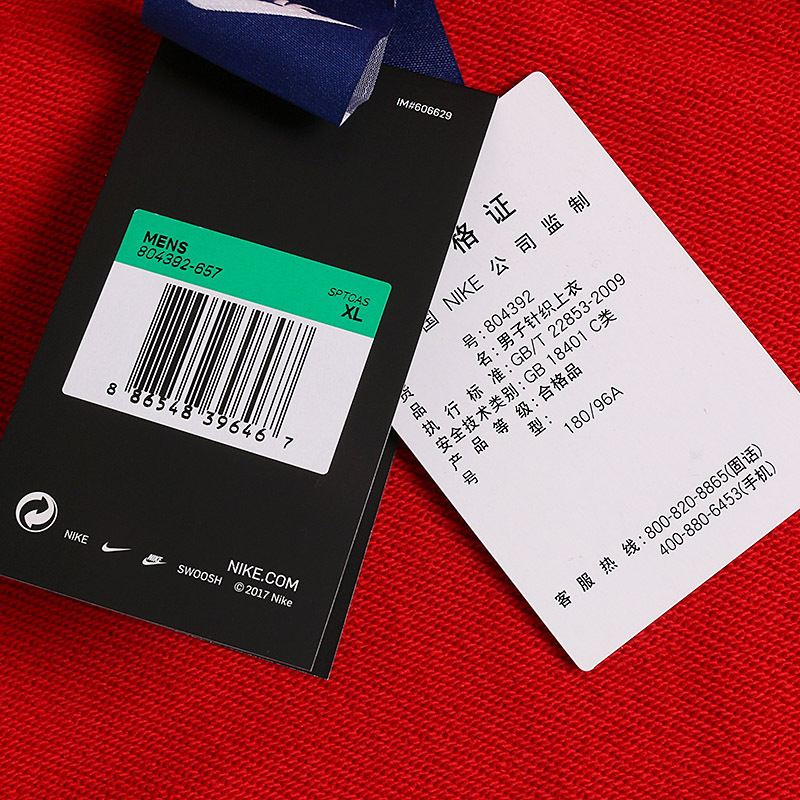 IM#606629
MENS
804392-657
SPTCAS
XL
8 86548 39646 7
NIKE
SWOOSH
NIKE.COM
© 2017 Nike
格证
国 NIKE 公司监制
号:804392
货 名:男子针织上衣
品
执行标准:GB/T 22853-2009
安全技术类别:GB 18401 C类
产品等级:合格品
号 型: 180/96A
客服热线:800-820-8865(固话)
400-880-6453(手机)